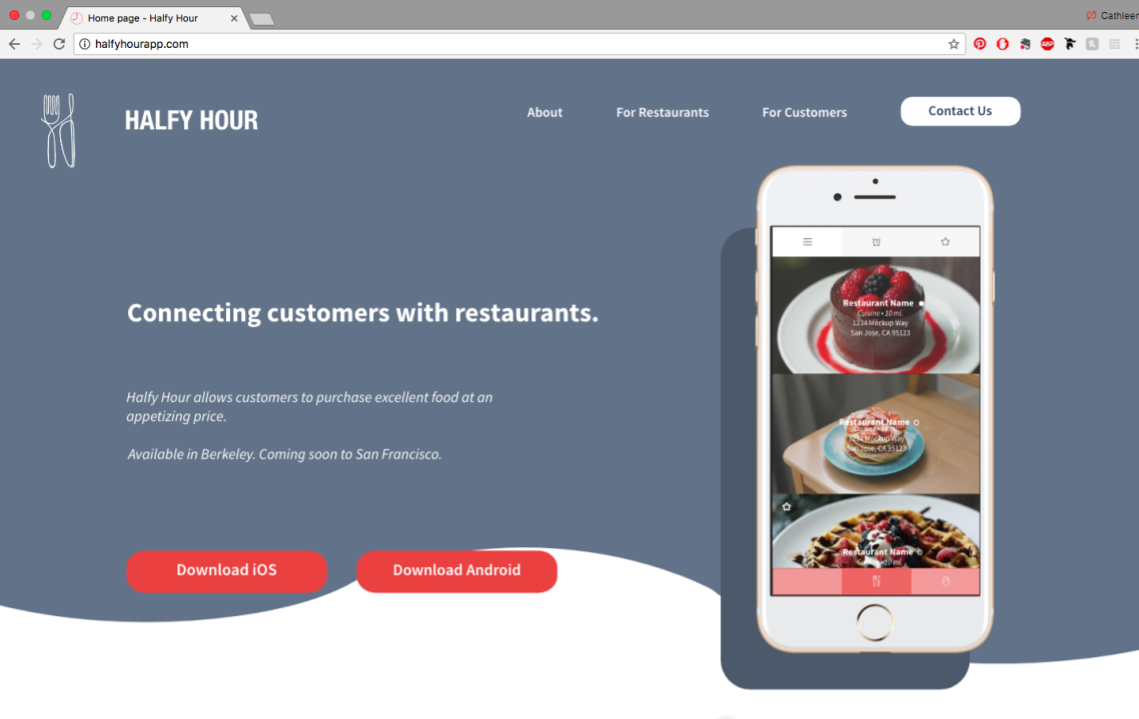 Home page - Halfy Hour
Cathleen
halfyhourapp.com
HALFY HOUR
About
For Restaurants
For Customers
Contact Us
Connecting customers with restaurants.
Halfy Hour allows customers to purchase excellent food at an
appetizing price.
Available in Berkeley. Coming soon to San Francisco.
Download iOS
Download Android
Restaurant Name
Cuisine • 10 mi.
1234 Mockup Way
San Jose, CA 95123
Restaurant Name
1234 Mockup Way
San Jose, CA 95123
Restaurant Name
Cuisine • 10 mi.